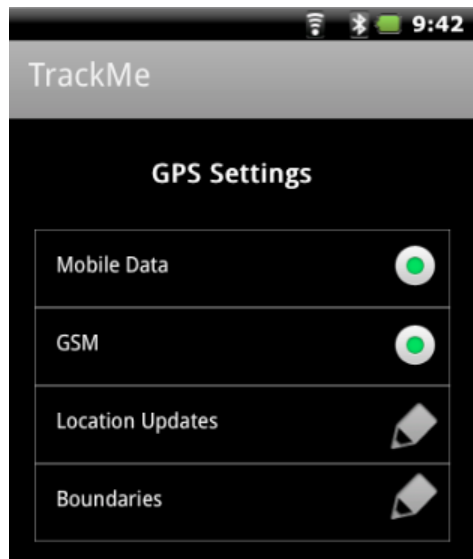 9:42
TrackMe
GPS Settings
Mobile Data
GSM
Location Updates
Boundaries